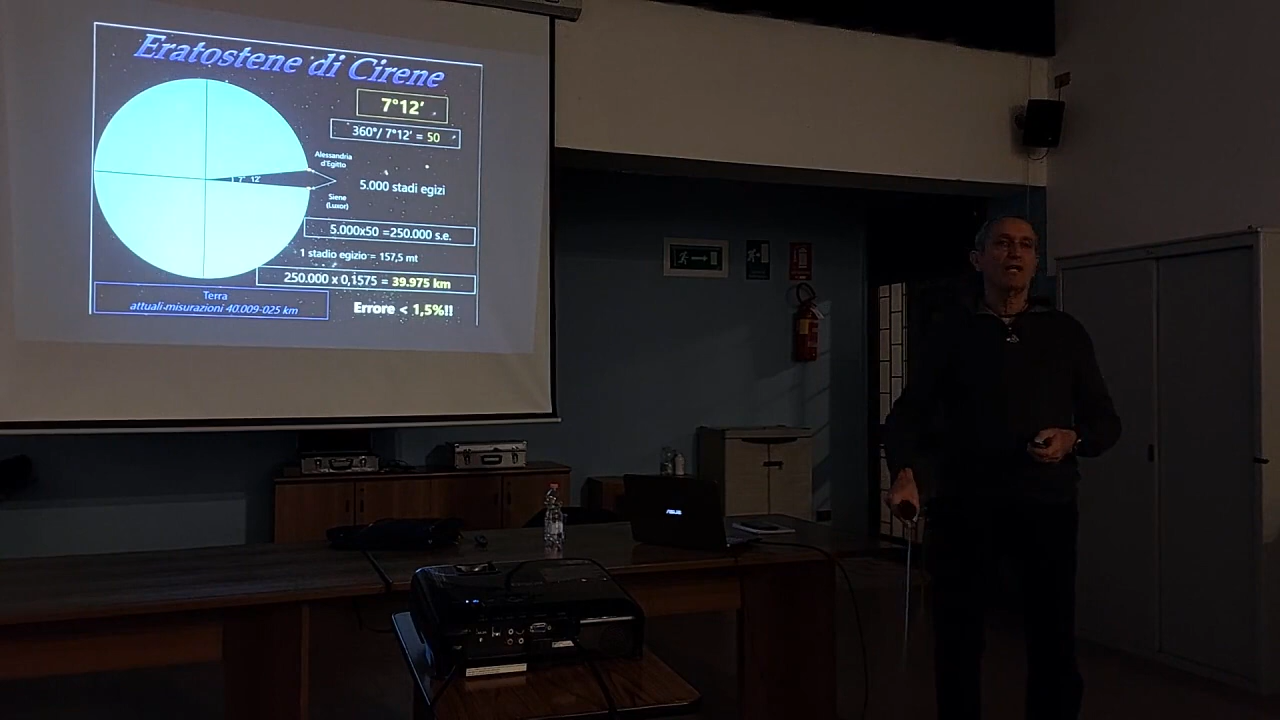 Eratostene di Cirene
7°12'
360°/ 7°12' = 50
Alessandria
d'Egitto
7° 12'
5.000 stadi egizi
Siene
(Luxor)
5.000x50 =250.000 s.e.
1 stadio egizio = 157,5 mt
250.000 x 0,1575 = 39.975 km
Terra
attuali misurazioni 40.009-025 km
Errore < 1,5%!!
ASUS